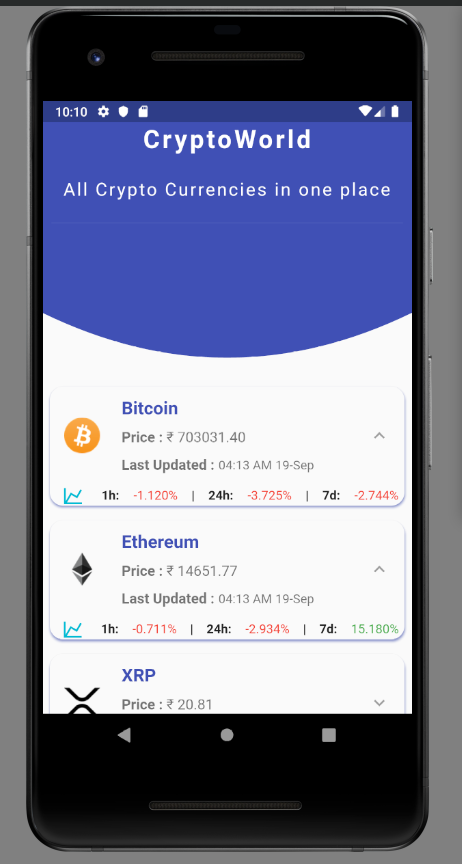 10:10
CryptoWorld
All Crypto Currencies in one place
Bitcoin
Price : ₹ 703031.40
Last Updated : 04:13 AM 19-Sep
1h: -1.120% | 24h: -3.725% | 7d: -2.744%
Ethereum
Price : ₹ 14651.77
Last Updated : 04:13 AM 19-Sep
1h: -0.711% | 24h: -2.934% | 7d: 15.180%
XRP
Price : ₹ 20.81